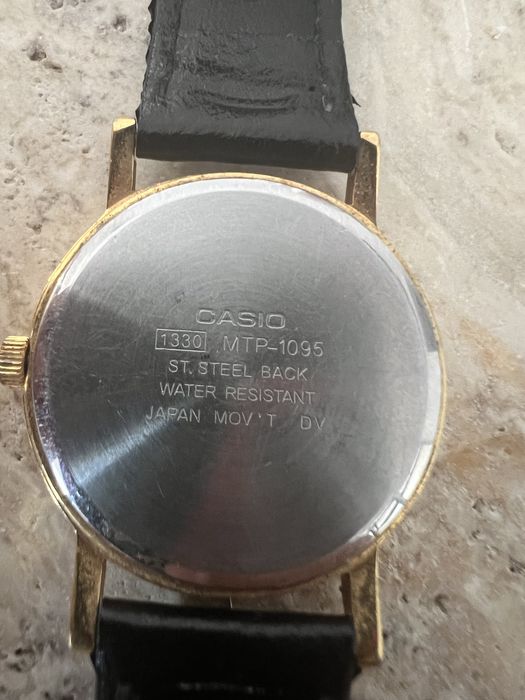 CASIO
1330 MTP-1095
ST. STEEL BACK
WATER RESISTANT
JAPAN MOV'T DV